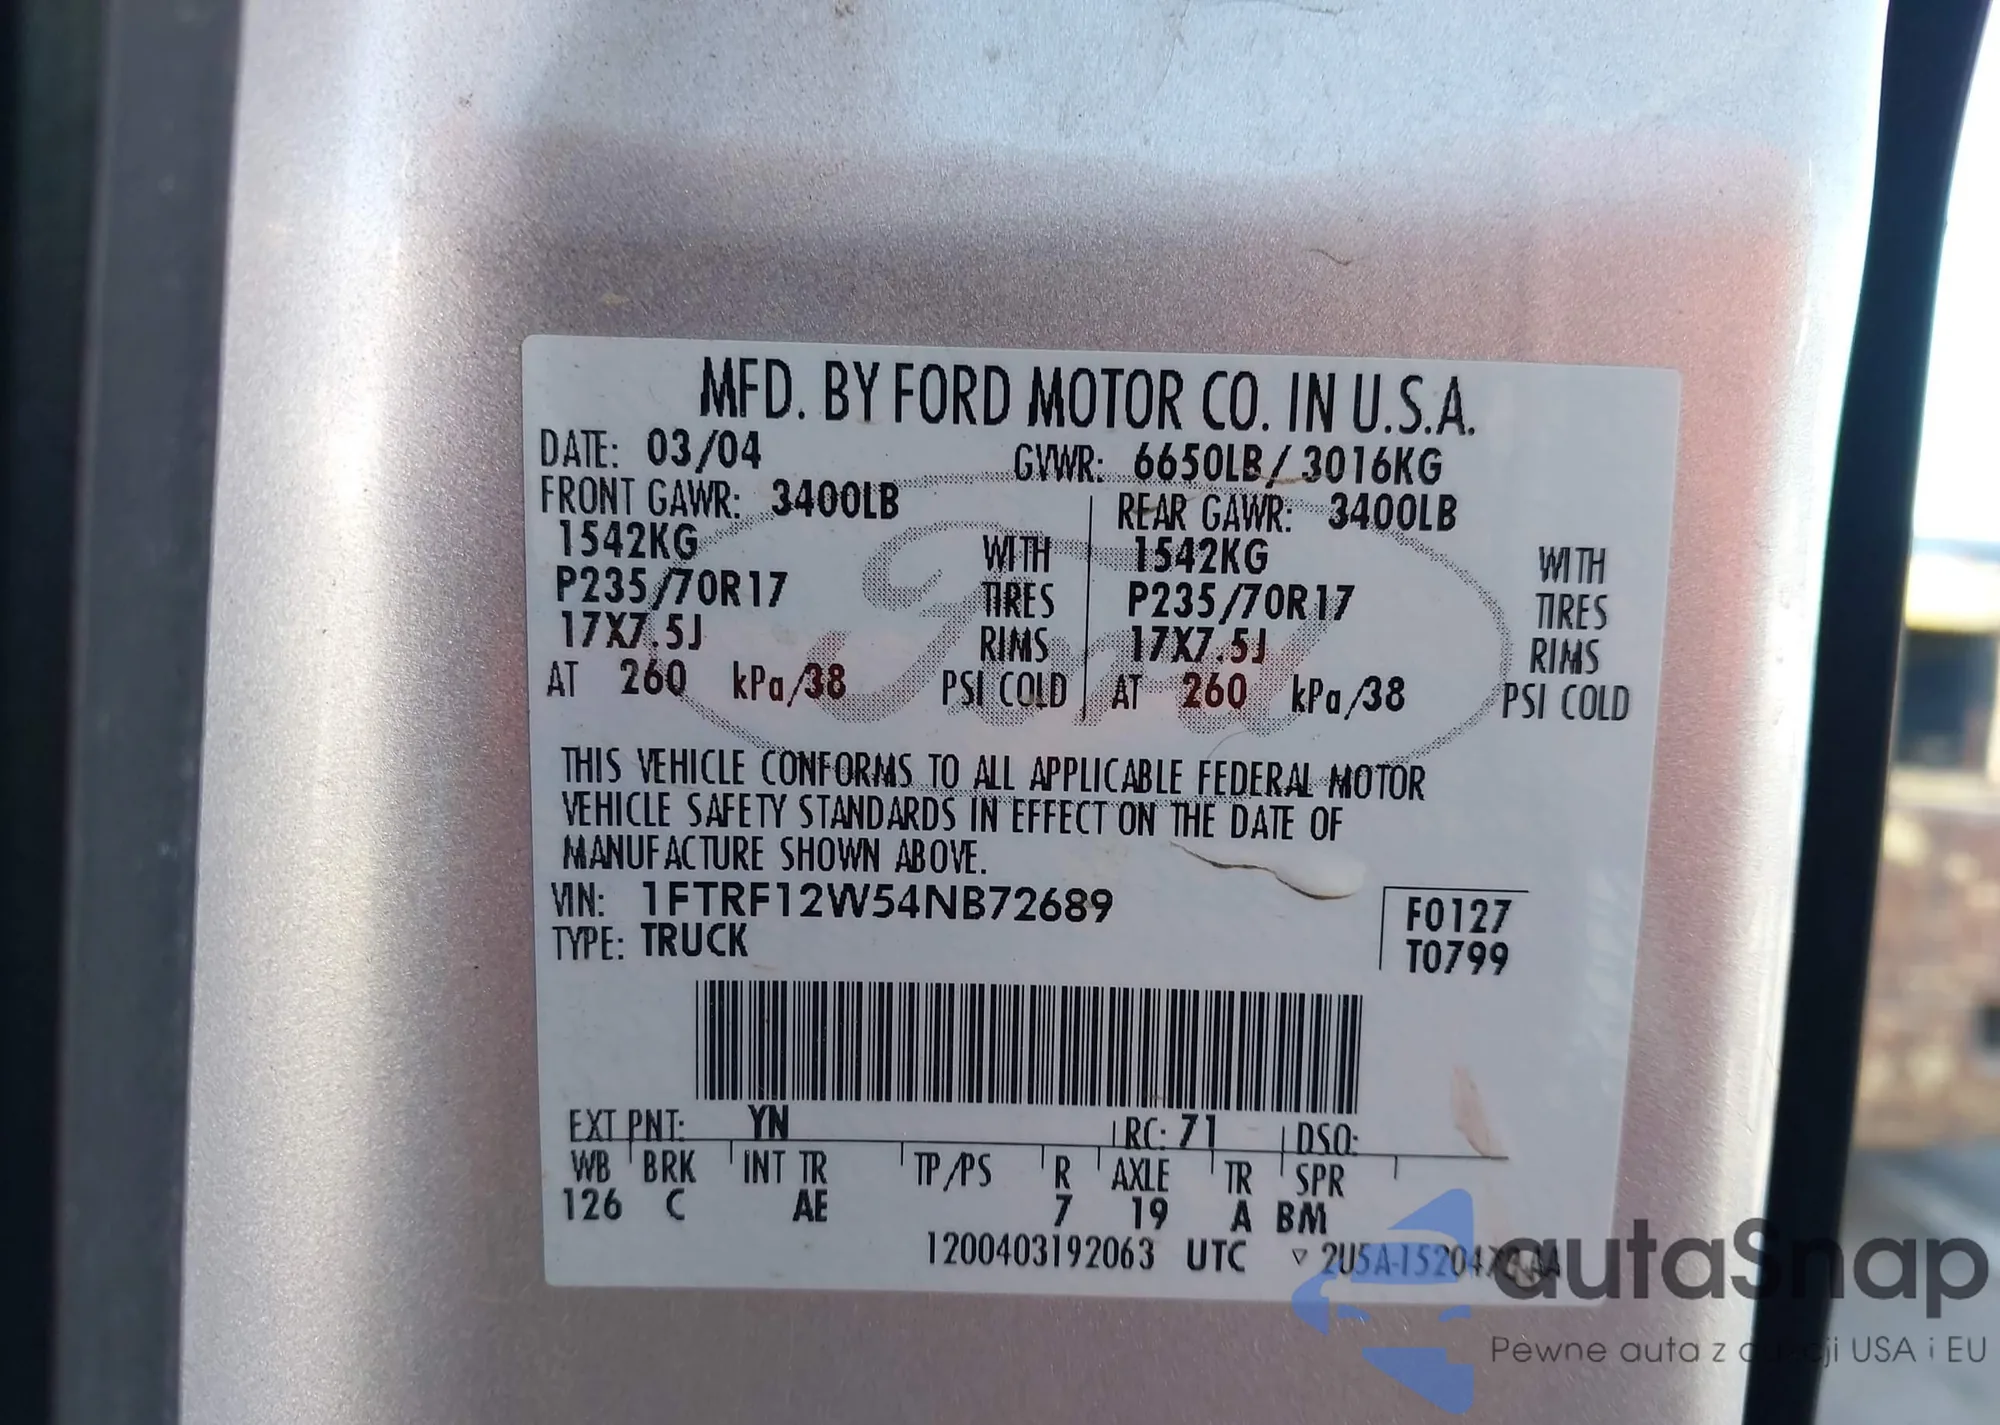 MFD. BY FORD MOTOR CO. IN U.S.A.
DATE: 03/04 GVWR: 6650LB/3016KG
FRONT GAWR: 3400LB REAR GAWR: 3400LB
1542KG WITH 1542KG WITH
P235/70R17 TIRES P235/70R17 TIRES
17X7.5J RIMS 17X7.5J RIMS
AT 260 kPa/38 PSI COLD AT 260 kPa/38 PSI COLD
Ford
THIS VEHICLE CONFORMS TO ALL APPLICABLE FEDERAL MOTOR
VEHICLE SAFETY STANDARDS IN EFFECT ON THE DATE OF
MANUFACTURE SHOWN ABOVE.
VIN: 1FTRF12W54NB72689 F0127
TYPE: TRUCK T0799
EXT PNT: YN RC: 71 DSO:
WB BRK INT TR TP/PS R AXLE TR SPR
126 C AE 7 19 A BM
1200403192063 UTC
autaSnap
Pewne auta z USA i EU